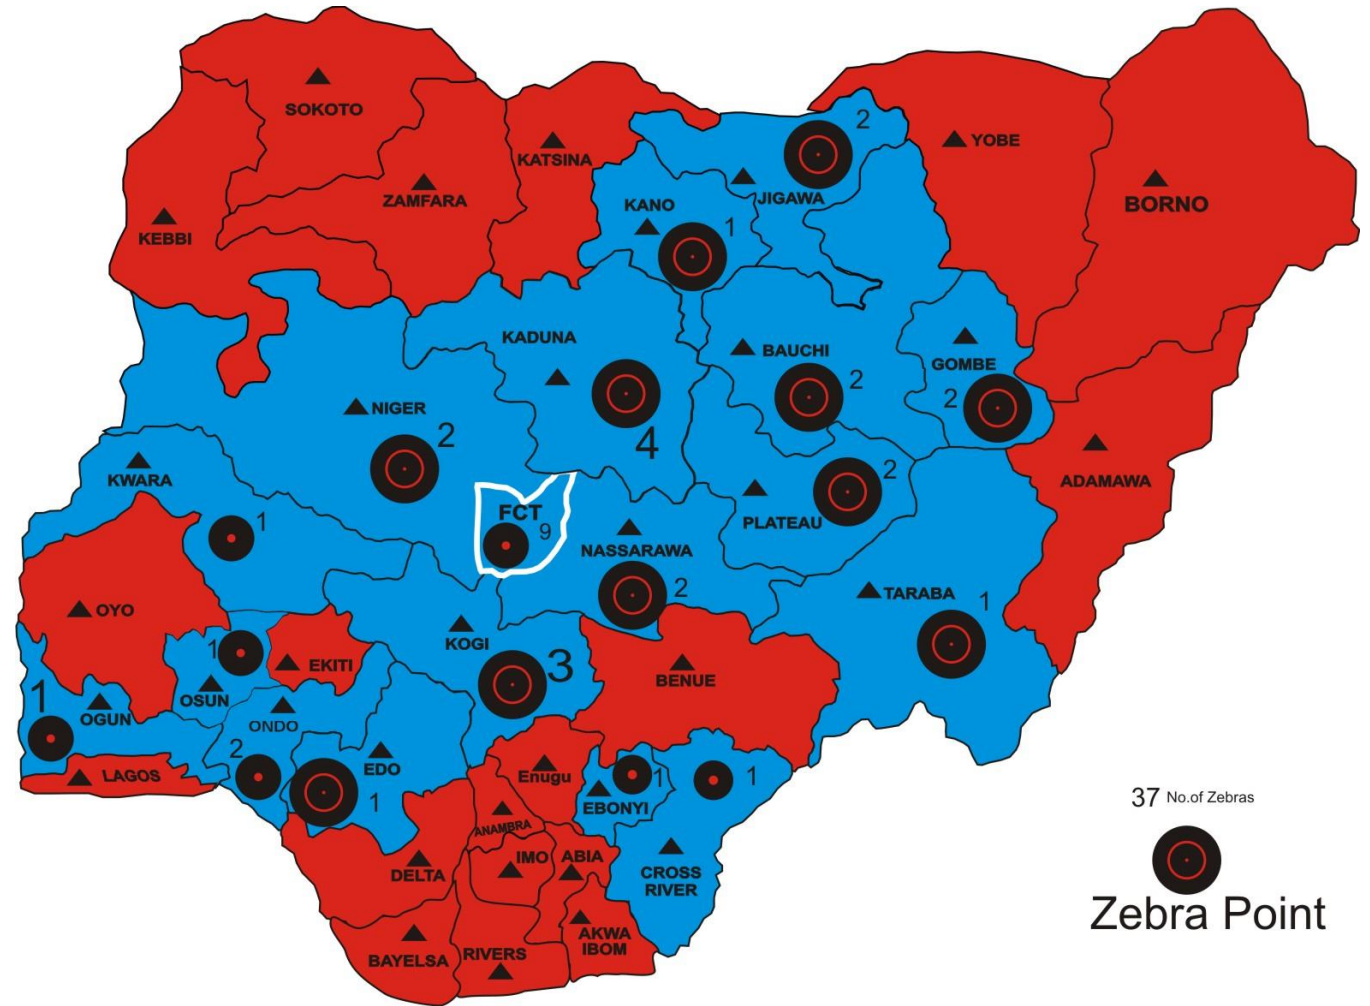 SOKOTO
KATSINA
ZAMFARA
KEBBI
2
YOBE
JIGAWA
KANO
1
BORNO
KADUNA
4
BAUCHI
2
GOMBE
2
NIGER
2
KWARA
1
FCT
9
PLATEAU
2
ADAMAWA
NASSARAWA
2
TARABA
1
OYO
1
OSUN
EKITI
KOGI
3
BENUE
1
OGUN
ONDO
2
EDO
1
LAGOS
Enugu
EBONYI
1
1
ANAMBRA
IMO
ABIA
DELTA
CROSS
RIVER
AKWA
IBOM
BAYELSA
RIVERS
37 No.of Zebras
Zebra Point